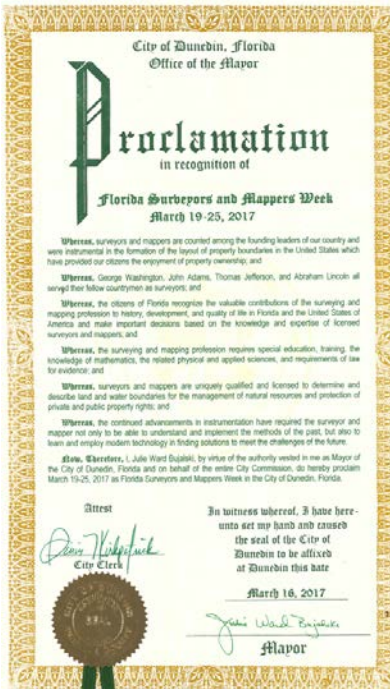 City of Dunedin, Florida
Office of the Mayor
Proclamation
in recognition of
Florida Surveyors and Mappers Week
March 19-25, 2017
Whereas, surveyors and mappers are counted among the founding leaders of our country and
were instrumental in the formation of the layout of property boundaries in the United States which
have provided our citizens the enjoyment of property ownership; and
Whereas, George Washington, John Adams, Thomas Jefferson, and Abraham Lincoln all
served their fellow countrymen as surveyors; and
Whereas, the citizens of Florida recognize the valuable contributions of the surveying and
mapping profession to history, development, and quality of life in Florida and the United States of
America and make important decisions based on the knowledge and expertise of licensed
surveyors and mappers; and
Whereas, the surveying and mapping profession requires special education, training, the
knowledge of mathematics, the related physical and applied sciences, and requirements of law
for evidence; and
Whereas, surveyors and mappers are uniquely qualified and licensed to determine and
describe land and water boundaries for the management of natural resources and protection of
private and public property rights; and
Whereas, the continued advancements in instrumentation have required the surveyor and
mapper not only to be able to understand and implement the methods of the past, but also to
learn and employ modern technology in finding solutions to meet the challenges of the future.
Now, Therefore, I, Julie Ward Bujalski, by virtue of the authority vested in me as Mayor of
the City of Dunedin, Florida and on behalf of the entire City Commission, do hereby proclaim
March 19-25, 2017 as Florida Surveyors and Mappers Week in the City of Dunedin, Florida.
Attest
Denis Kirkpatrick
City Clerk
In witness whereof, I have here-
unto set my hand and caused
the seal of the City of
Dunedin to be affixed
at Dunedin this date
March 16, 2017
Julie Ward Bujalski
Mayor